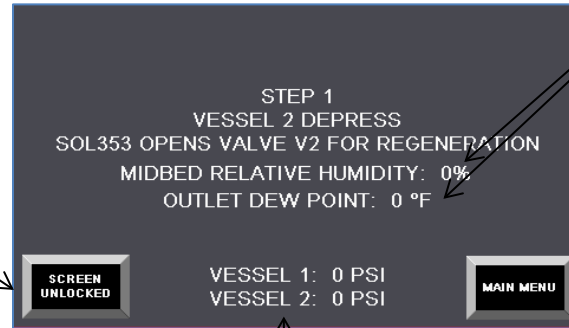 STEP 1
VESSEL 2 DEPRESS
SOL353 OPENS VALVE V2 FOR REGENERATION
MIDBED RELATIVE HUMIDITY: 0%
OUTLET DEW POINT: 0 °F
SCREEN
UNLOCKED
VESSEL 1: 0 PSI
VESSEL 2: 0 PSI
MAIN MENU